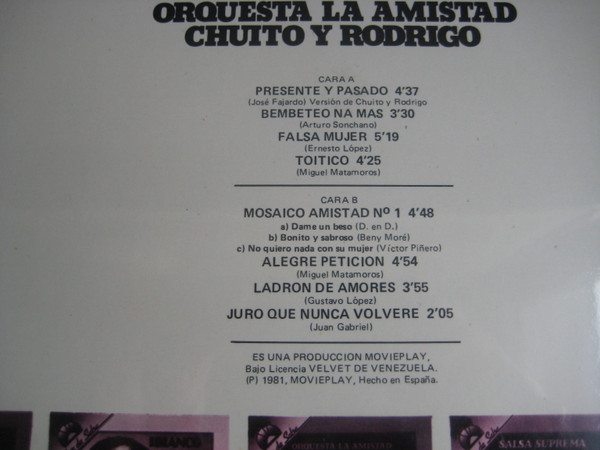 ORQUESTA LA AMISTAD
CHUITO Y RODRIGO
CARA A
PRESENTE Y PASADO 4'37
(José Fajardo) Versión de Chuito y Rodrigo
BEMBETEO NA MAS 3'30
(Arturo Sonchano)
FALSA MUJER 5'19
(Ernesto López)
TOITICO 4'25
(Miguel Matamoros)
CARA B
MOSAICO AMISTAD Nº 1 4'48
a) Dame un beso (D. en D.)
b) Bonito y sabroso (Beny Moré)
c) No quiero nada con su mujer (Víctor Piñero)
ALEGRE PETICION 4'54
(Miguel Matamoros)
LADRON DE AMORES 3'55
(Gustavo López)
JURO QUE NUNCA VOLVERE 2'05
(Juan Gabriel)
ES UNA PRODUCCION MOVIEPLAY,
Bajo Licencia VELVET DE VENEZUELA.
(P) 1981, MOVIEPLAY, Hecho en España.
ORQUESTA LA AMISTAD
SALSA SUPREMA